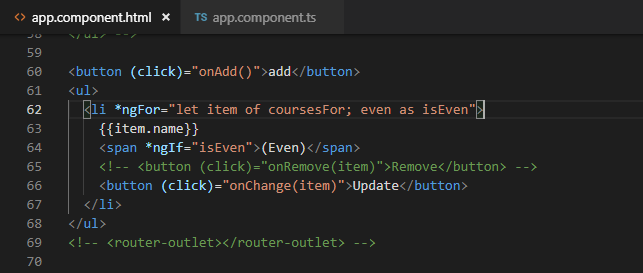 <> app.component.html × TS app.component.ts
58 </ul> -->
59
60 <button (click)="onAdd()">add</button>
61 <ul>
62 <li *ngFor="let item of coursesFor; even as isEven">
63 {{item.name}}
64 <span *ngIf="isEven">(Even)</span>
65 <!-- <button (click)="onRemove(item)">Remove</button> -->
66 <button (click)="onChange(item)">Update</button>
67 </li>
68 </ul>
69 <!-- <router-outlet></router-outlet> -->
70